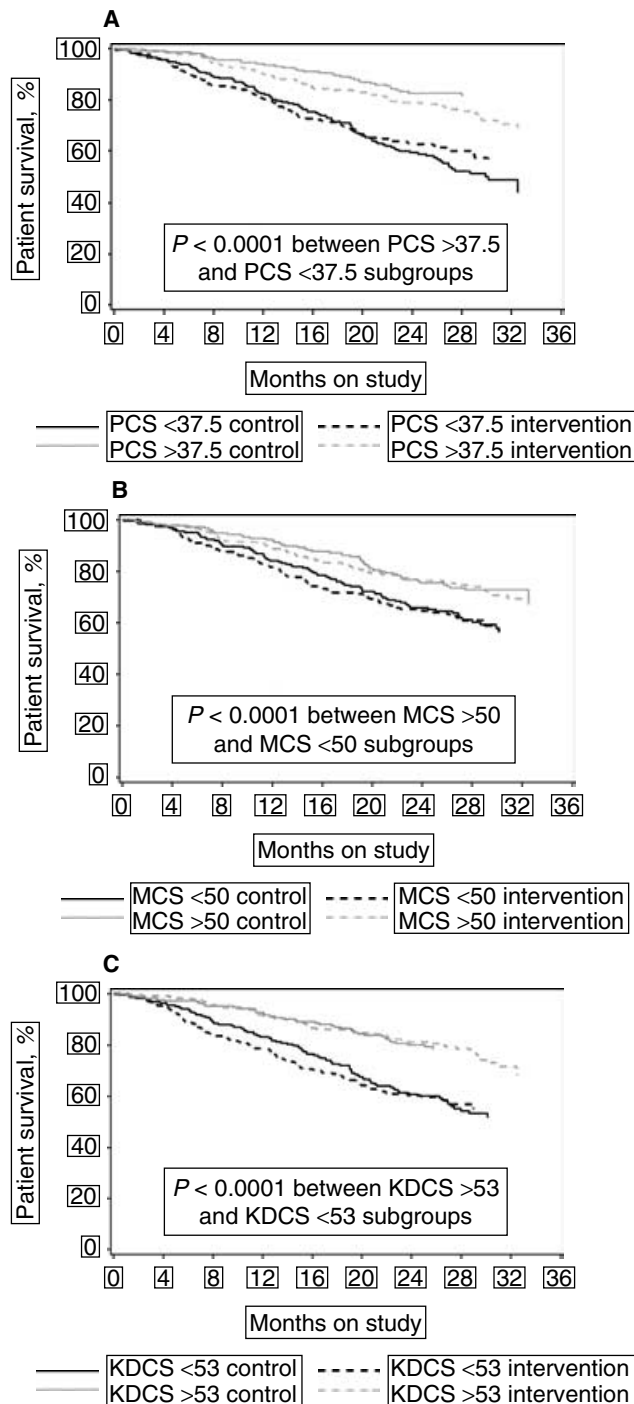 A
100
80
60
40
20
0
Patient survival, %
P < 0.0001 between PCS >37.5
and PCS <37.5 subgroups
0 4 8 12 16 20 24 28 32 36
Months on study
PCS <37.5 control PCS <37.5 intervention
PCS >37.5 control PCS >37.5 intervention
B
100
80
60
40
20
0
Patient survival, %
P < 0.0001 between MCS >50
and MCS <50 subgroups
0 4 8 12 16 20 24 28 32 36
Months on study
MCS <50 control MCS <50 intervention
MCS >50 control MCS >50 intervention
C
100
80
60
40
20
0
Patient survival, %
P < 0.0001 between KDCS >53
and KDCS <53 subgroups
0 4 8 12 16 20 24 28 32 36
Months on study
KDCS <53 control KDCS <53 intervention
KDCS >53 control KDCS >53 intervention